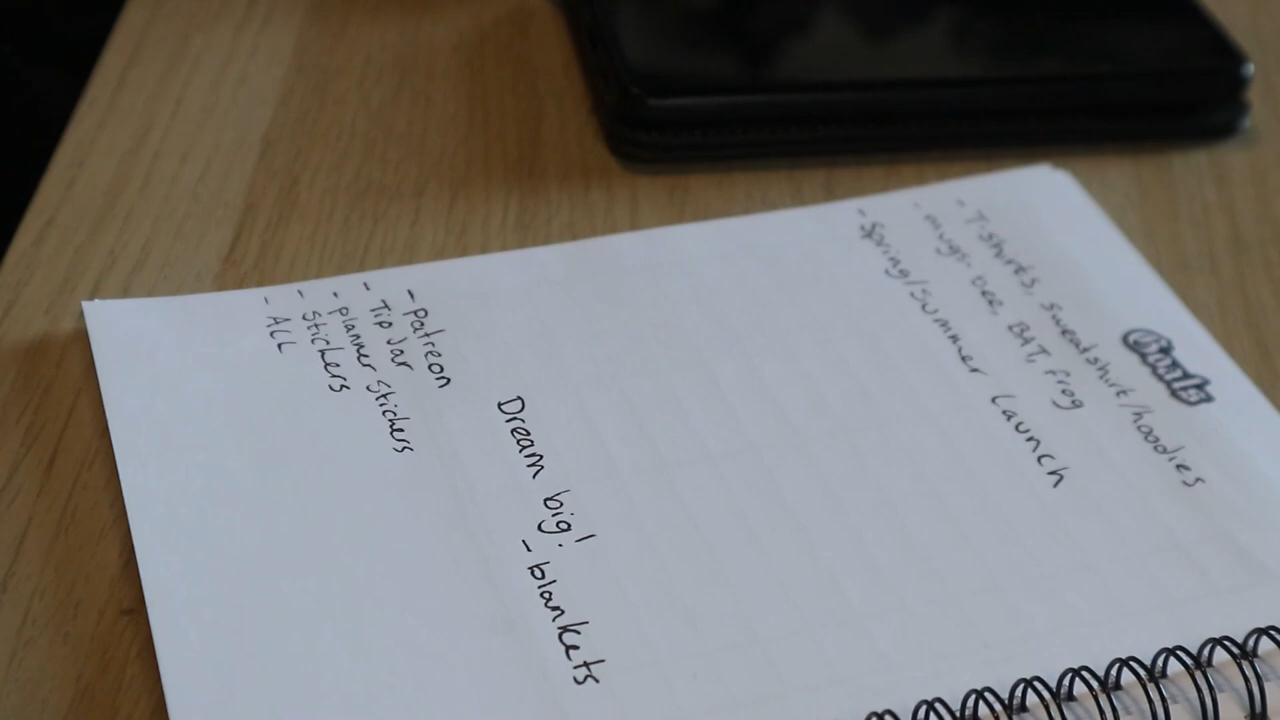 Goals
- T-shirts, sweatshirt/hoodies
- mugs- bee, BAT, frog
- Spring/Summer Launch
Dream big!
- blankets
- Patreon
- Tip Jar
- planner stickers
- Stickers
- ALL